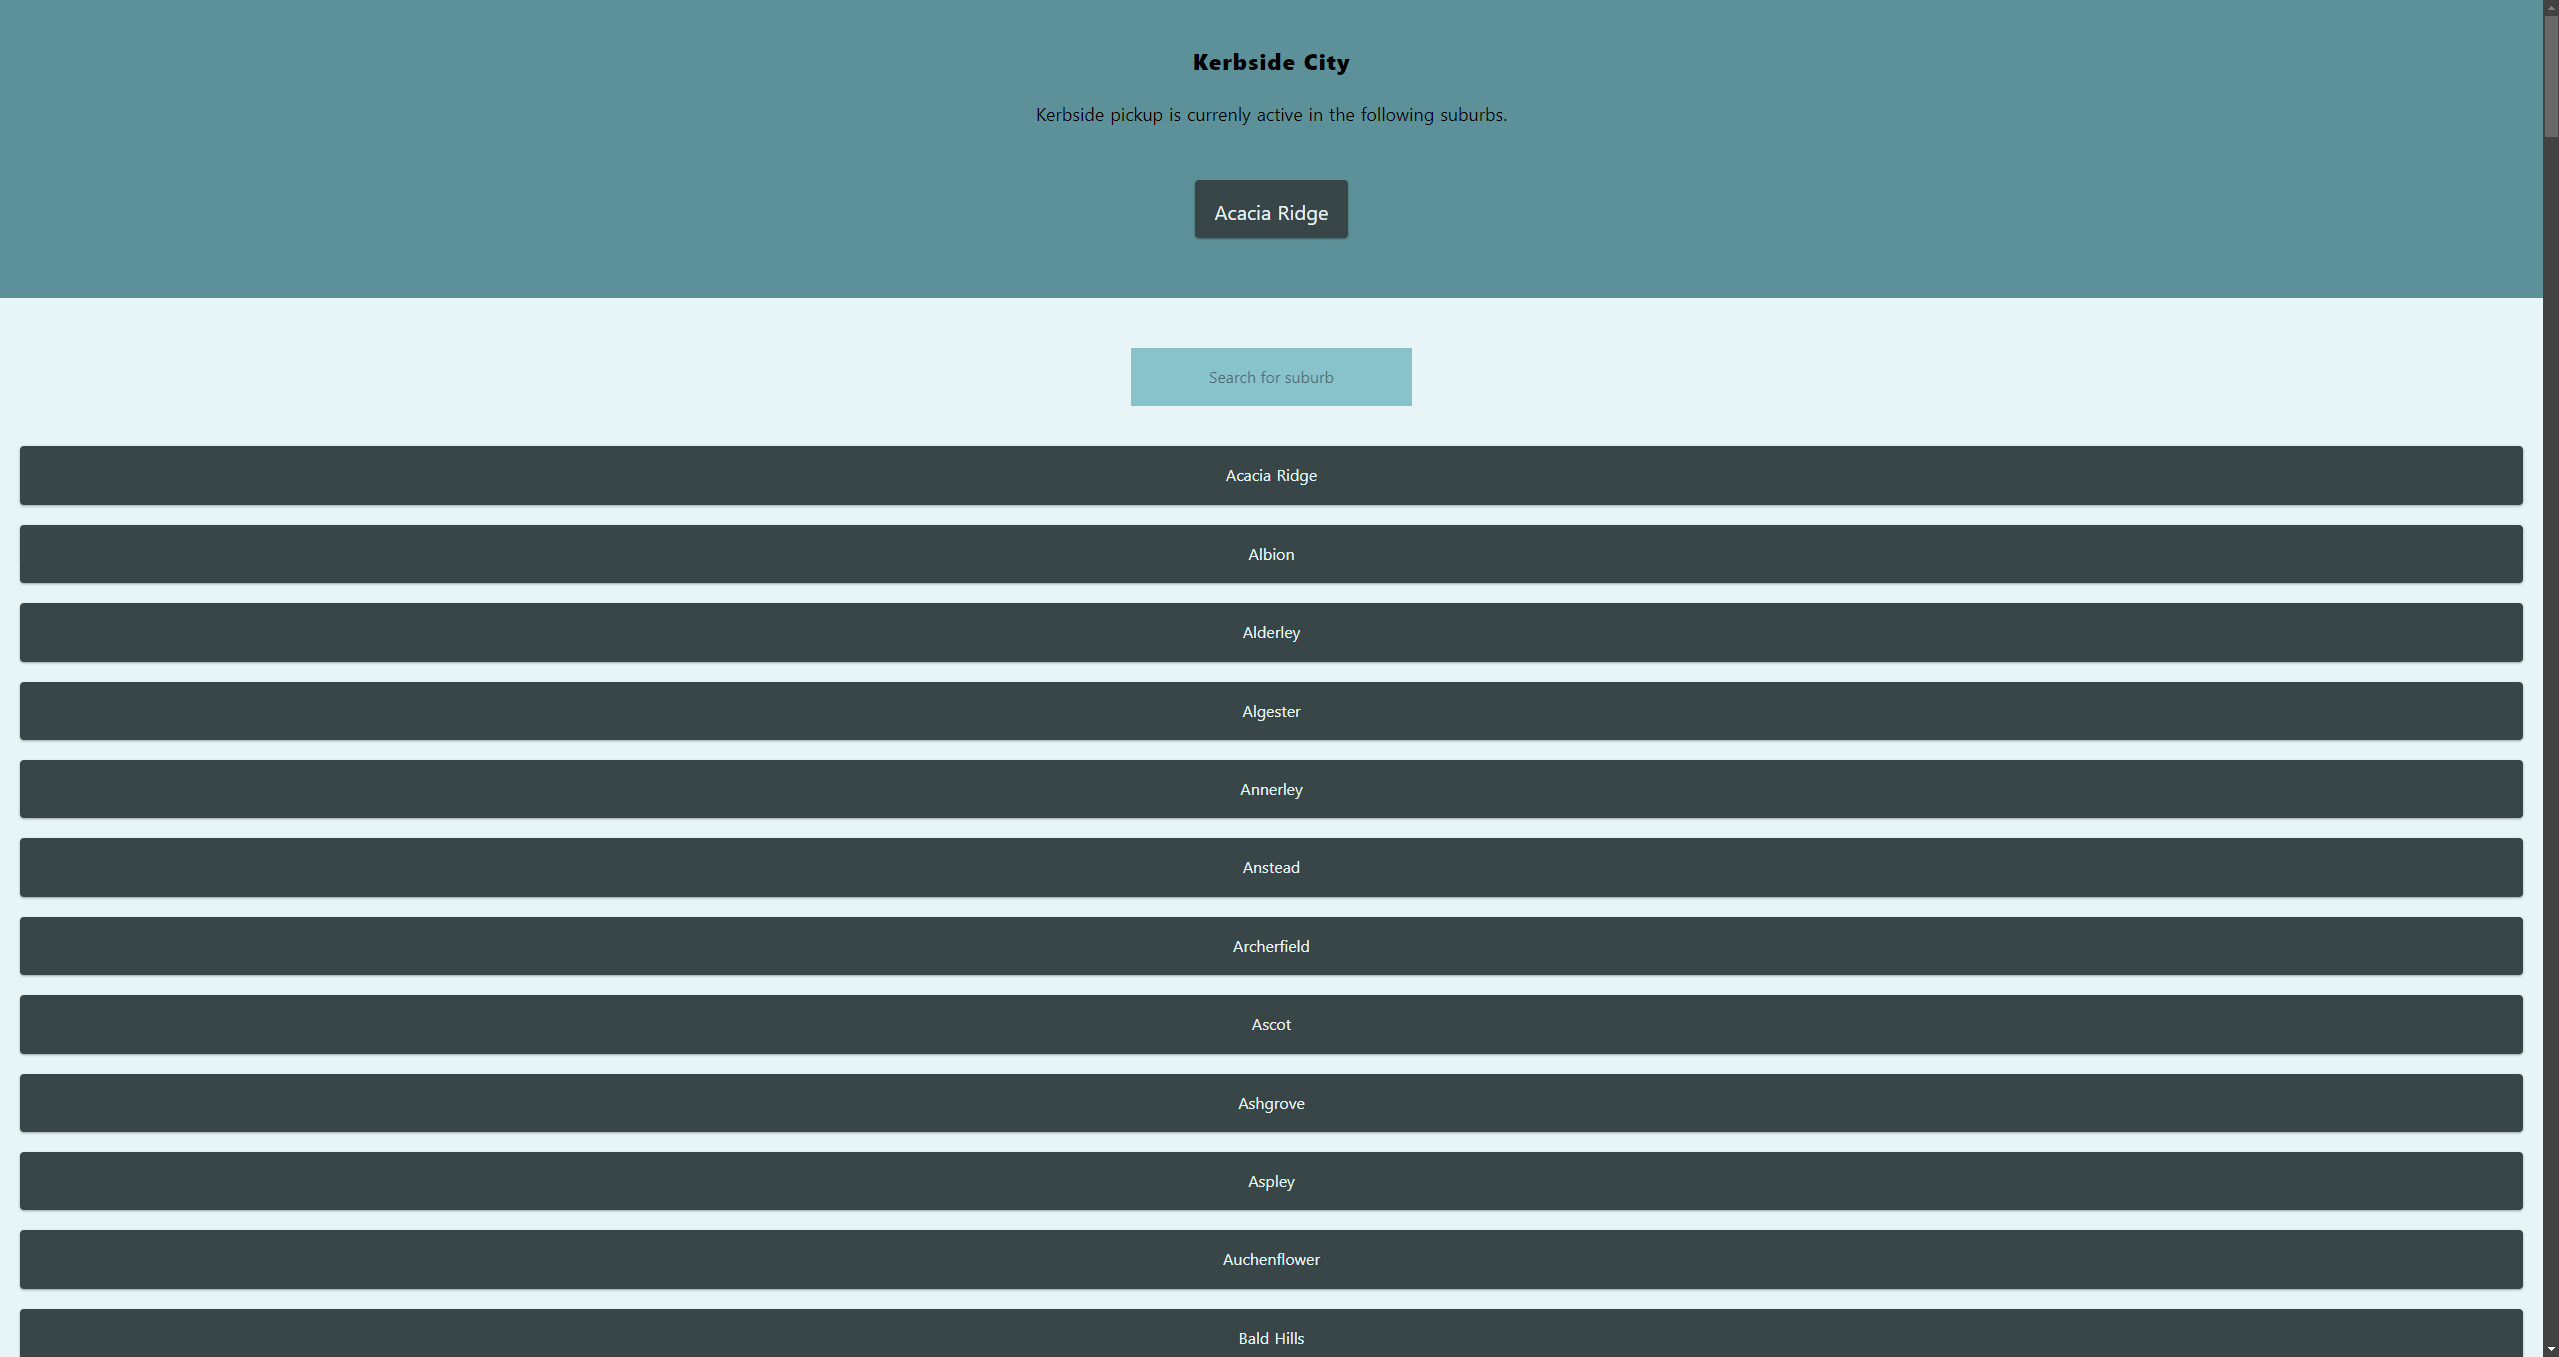 Kerbside City
Kerbside pickup is currenly active in the following suburbs.
Acacia Ridge
Search for suburb
Acacia Ridge
Albion
Alderley
Algester
Annerley
Anstead
Archerfield
Ascot
Ashgrove
Aspley
Auchenflower
Bald Hills